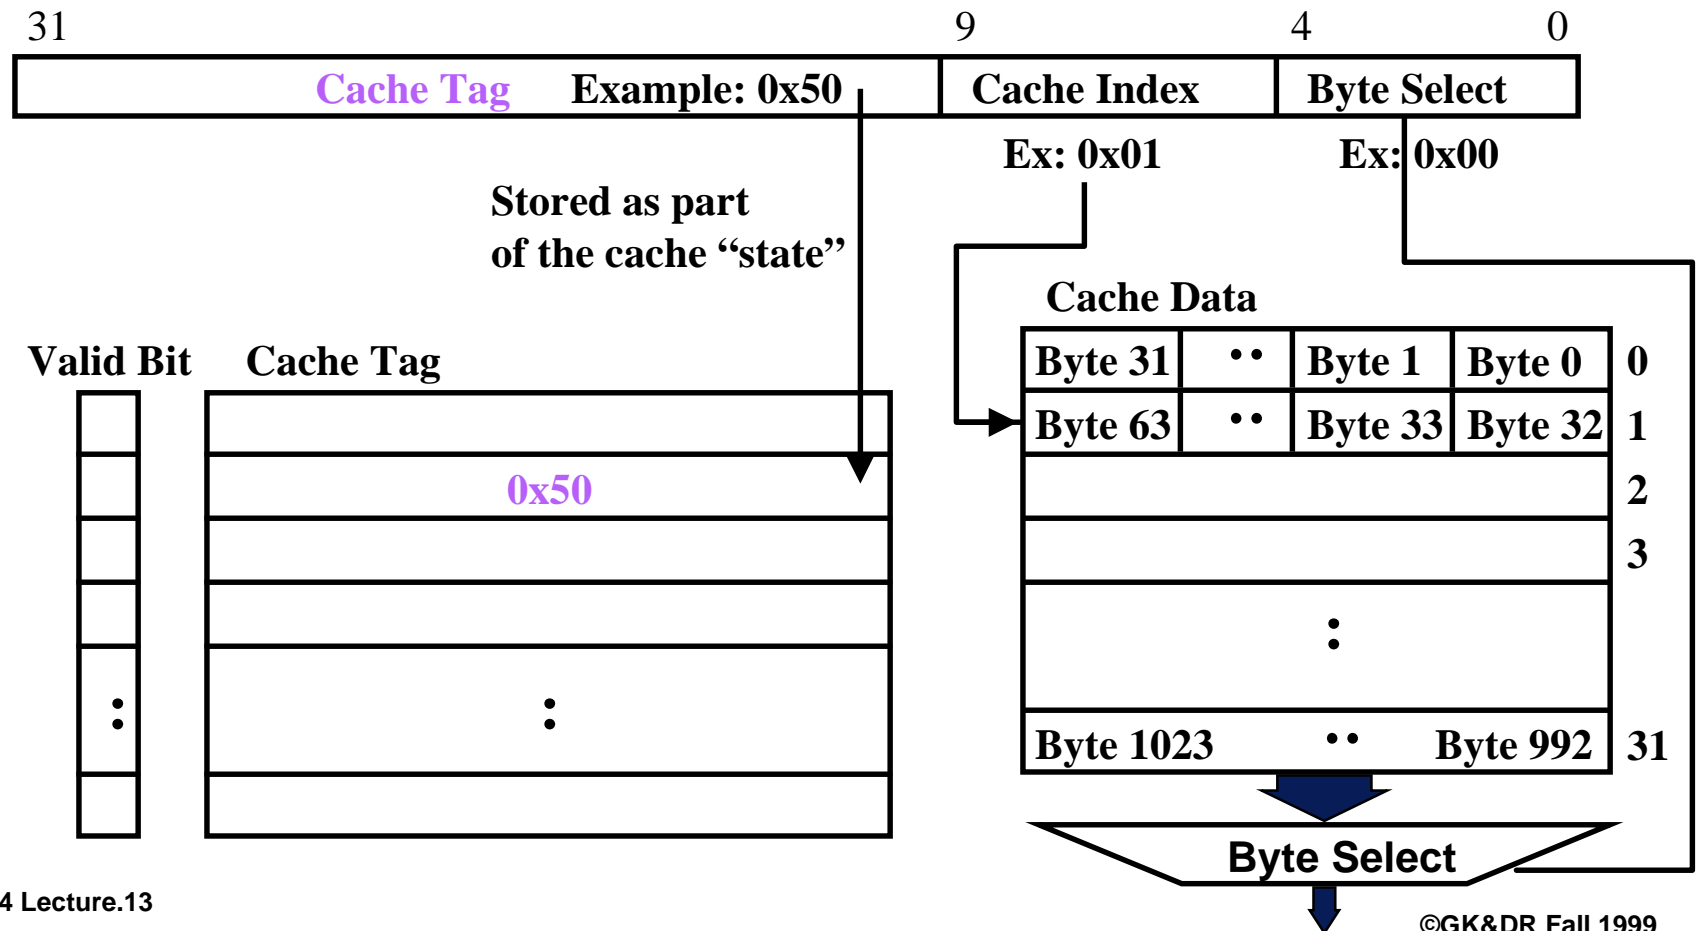 31 9 4 0
Cache Tag Example: 0x50 Cache Index Byte Select
Ex: 0x01 Ex: 0x00
Stored as part
of the cache “state”
Cache Data
Valid Bit Cache Tag
Byte 31 •• Byte 1 Byte 0 0
Byte 63 •• Byte 33 Byte 32 1
0x50 2
3
:
: :
Byte 1023 •• Byte 992 31
Byte Select
4 Lecture.13
©GK&DR Fall 1999